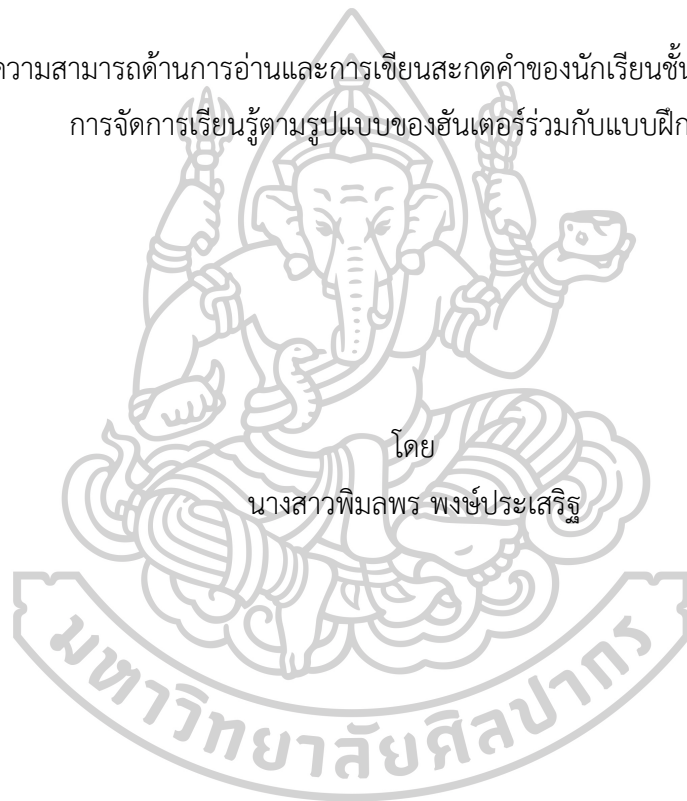 ความสามารถด้านการอ่านและการเขียนสะกดคำของนักเรียนชั้น
การจัดการเรียนรู้ตามรูปแบบของฮันเตอร์ร่วมกับแบบฝึก
โดย
นางสาวพิมลพร พงษ์ประเสริฐ
มหาวิทยาลัยศิลปากร